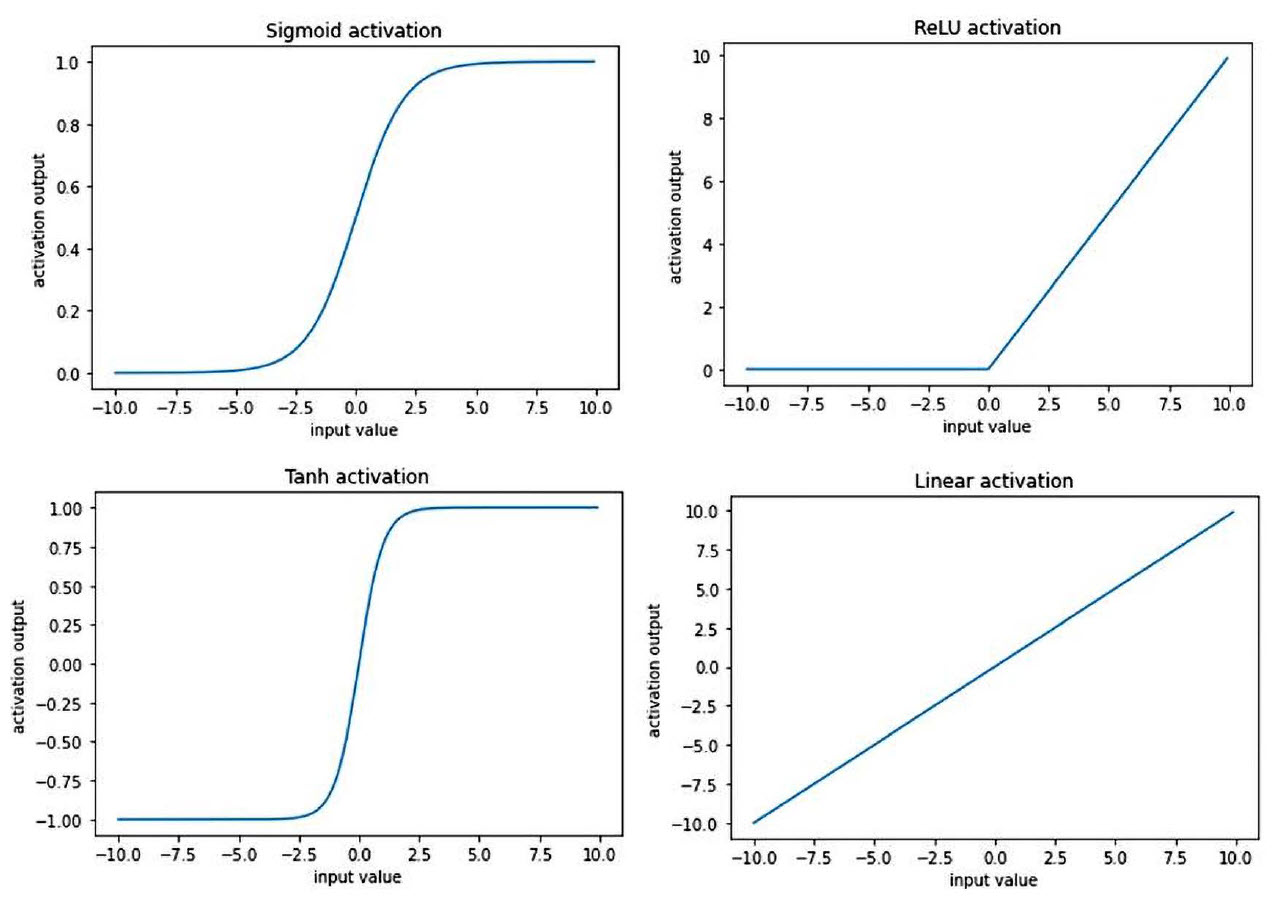 Sigmoid activation
1.0
0.8
0.6
0.4
0.2
0.0
activation output
−10.0 −7.5 −5.0 −2.5 0.0 2.5 5.0 7.5 10.0
input value
ReLU activation
10
8
6
4
2
0
activation output
−10.0 −7.5 −5.0 −2.5 0.0 2.5 5.0 7.5 10.0
input value
Tanh activation
1.00
0.75
0.50
0.25
0.00
−0.25
−0.50
−0.75
−1.00
activation output
−10.0 −7.5 −5.0 −2.5 0.0 2.5 5.0 7.5 10.0
input value
Linear activation
10.0
7.5
5.0
2.5
0.0
−2.5
−5.0
−7.5
−10.0
activation output
−10.0 −7.5 −5.0 −2.5 0.0 2.5 5.0 7.5 10.0
input value